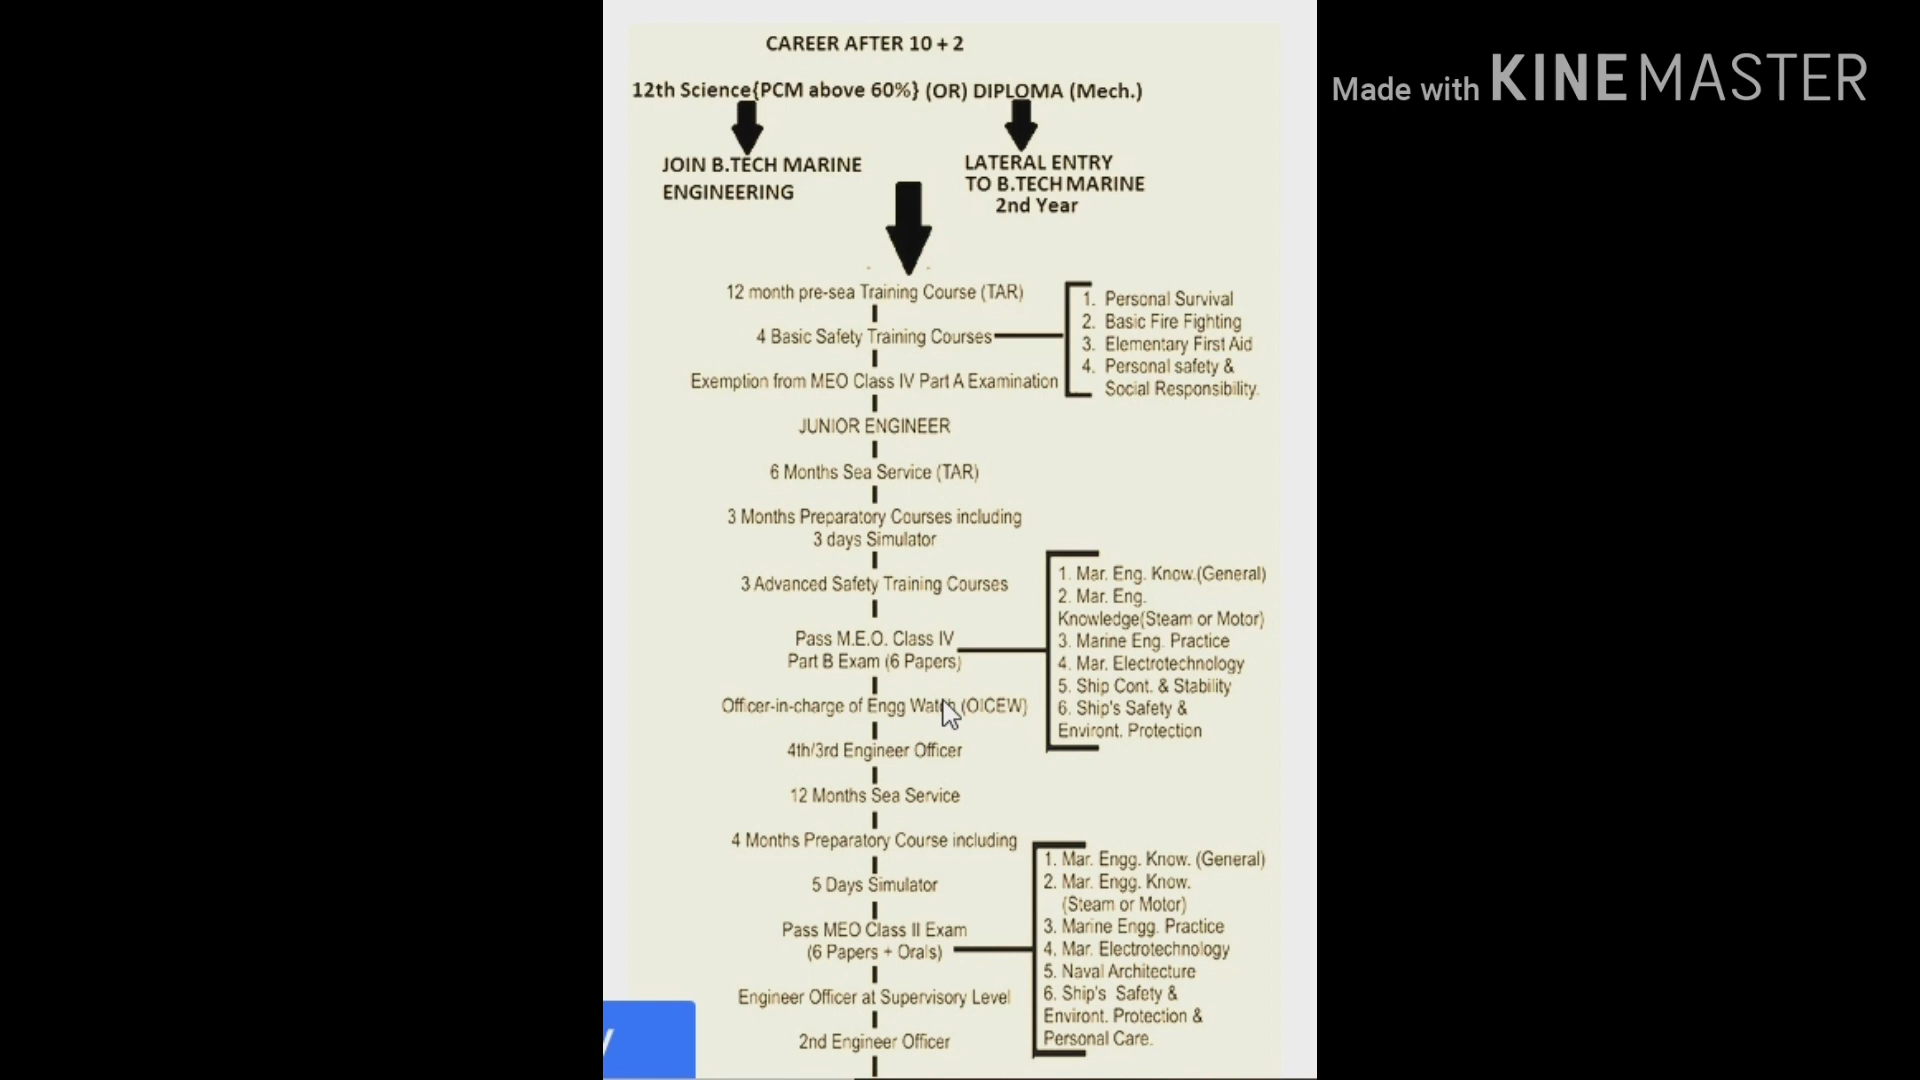 CAREER AFTER 10 + 2
Made with KINEMASTER
12th Science{PCM above 60%} (OR) DIPLOMA (Mech.)
JOIN B.TECH MARINE
ENGINEERING
LATERAL ENTRY
TO B.TECH MARINE
2nd Year
12 month pre-sea Training Course (TAR)
4 Basic Safety Training Courses
1. Personal Survival
2. Basic Fire Fighting
3. Elementary First Aid
4. Personal safety &
Social Responsibility.
Exemption from MEO Class IV Part A Examination
JUNIOR ENGINEER
6 Months Sea Service (TAR)
3 Months Preparatory Courses including
3 days Simulator
3 Advanced Safety Training Courses
Pass M.E.O. Class IV
Part B Exam (6 Papers)
1. Mar. Eng. Know.(General)
2. Mar. Eng.
Knowledge(Steam or Motor)
3. Marine Eng. Practice
4. Mar. Electrotechnology
5. Ship Cont. & Stability
6. Ship's Safety &
Environt. Protection
Officer-in-charge of Engg Watch (OICEW)
4th/3rd Engineer Officer
12 Months Sea Service
4 Months Preparatory Course including
5 Days Simulator
Pass MEO Class II Exam
(6 Papers + Orals)
1. Mar. Engg. Know. (General)
2. Mar. Engg. Know.
(Steam or Motor)
3. Marine Engg. Practice
4. Mar. Electrotechnology
5. Naval Architecture
6. Ship's Safety &
Environt. Protection &
Personal Care.
Engineer Officer at Supervisory Level
2nd Engineer Officer